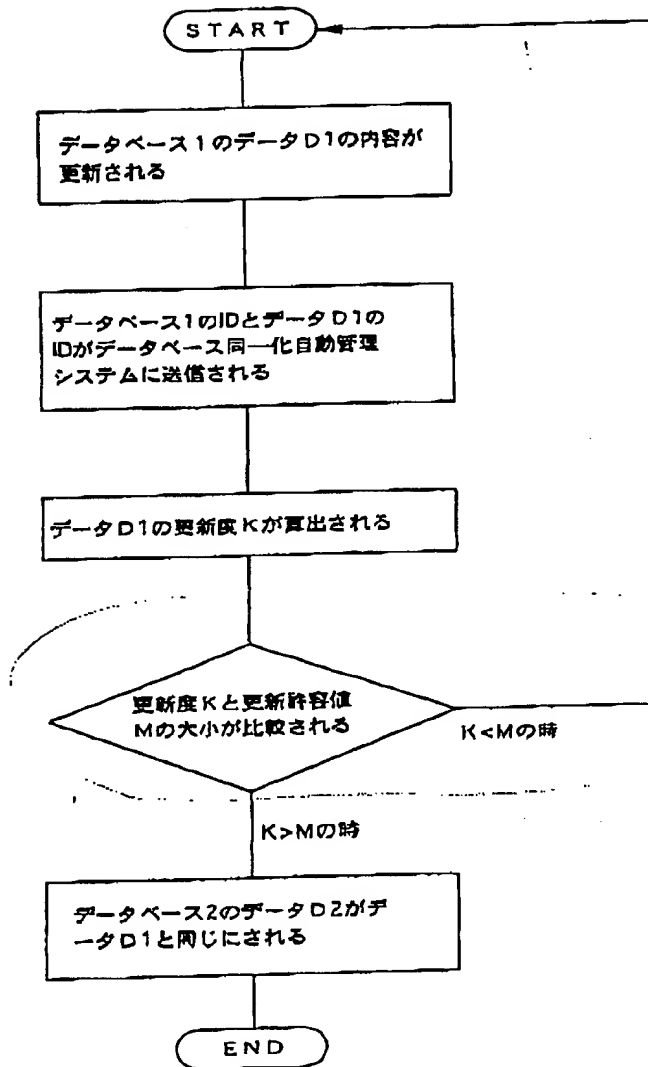 START
データベース1のデータD1の内容が
更新される
データベース1のIDとデータD1の
IDがデータベース同一化自動管理
システムに送信される
データD1の更新度Kが算出される
更新度Kと更新許容値
Mの大小が比較される
K<Mの時
K>Mの時
データベース2のデータD2がデ
ータD1と同じにされる
END